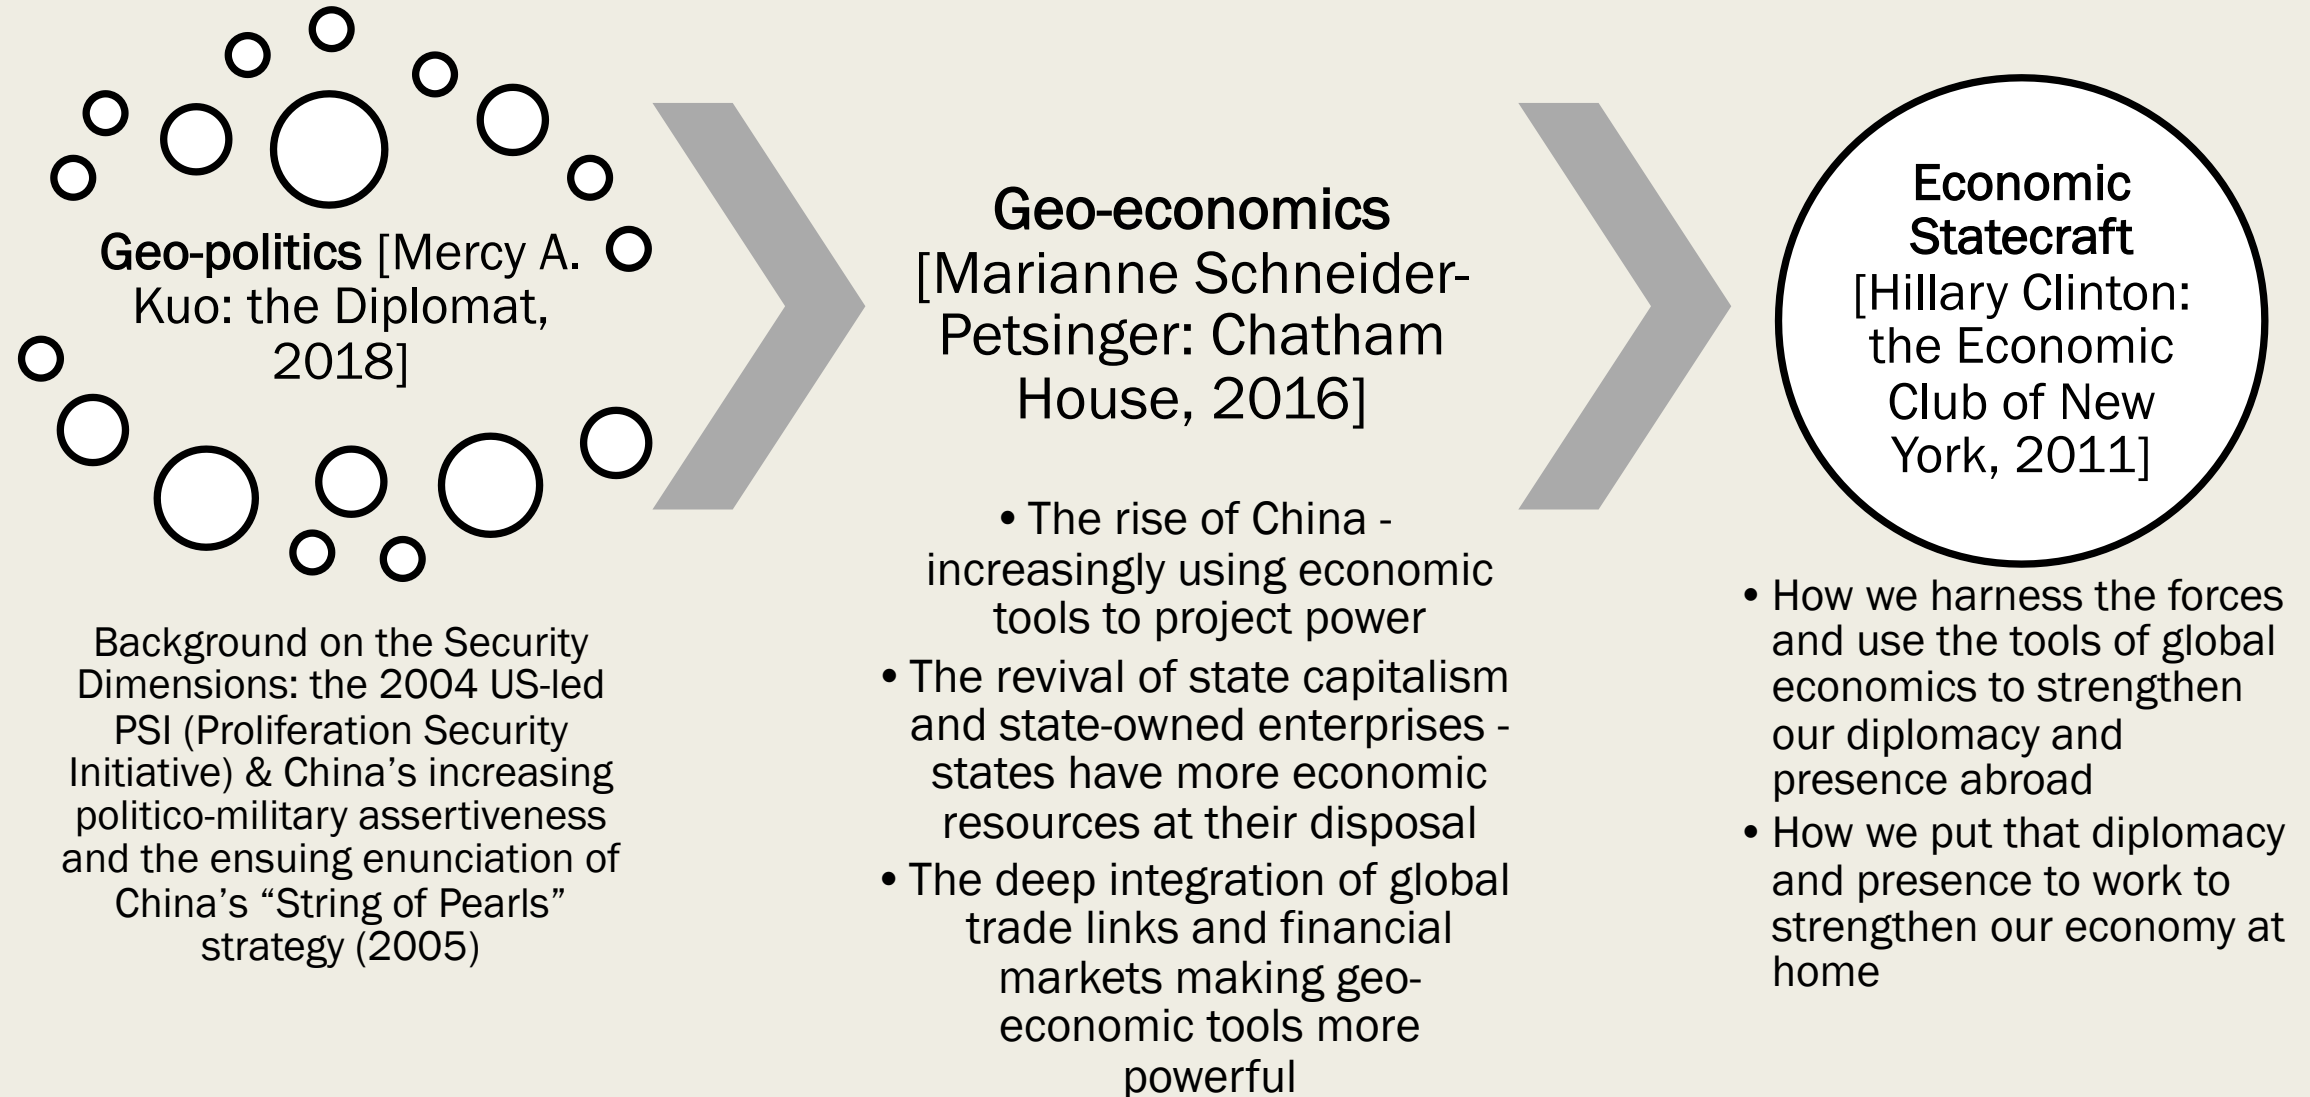 Geo-politics [Mercy A.
Kuo: the Diplomat,
2018]
Background on the Security
Dimensions: the 2004 US-led
PSI (Proliferation Security
Initiative) & China’s increasing
politico-military assertiveness
and the ensuing enunciation of
China’s “String of Pearls”
strategy (2005)
Geo-economics
[Marianne Schneider-
Petsinger: Chatham
House, 2016]
• The rise of China -
increasingly using economic
tools to project power
• The revival of state capitalism
and state-owned enterprises -
states have more economic
resources at their disposal
• The deep integration of global
trade links and financial
markets making geo-
economic tools more
powerful
Economic
Statecraft
[Hillary Clinton:
the Economic
Club of New
York, 2011]
• How we harness the forces
and use the tools of global
economics to strengthen
our diplomacy and
presence abroad
• How we put that diplomacy
and presence to work to
strengthen our economy at
home